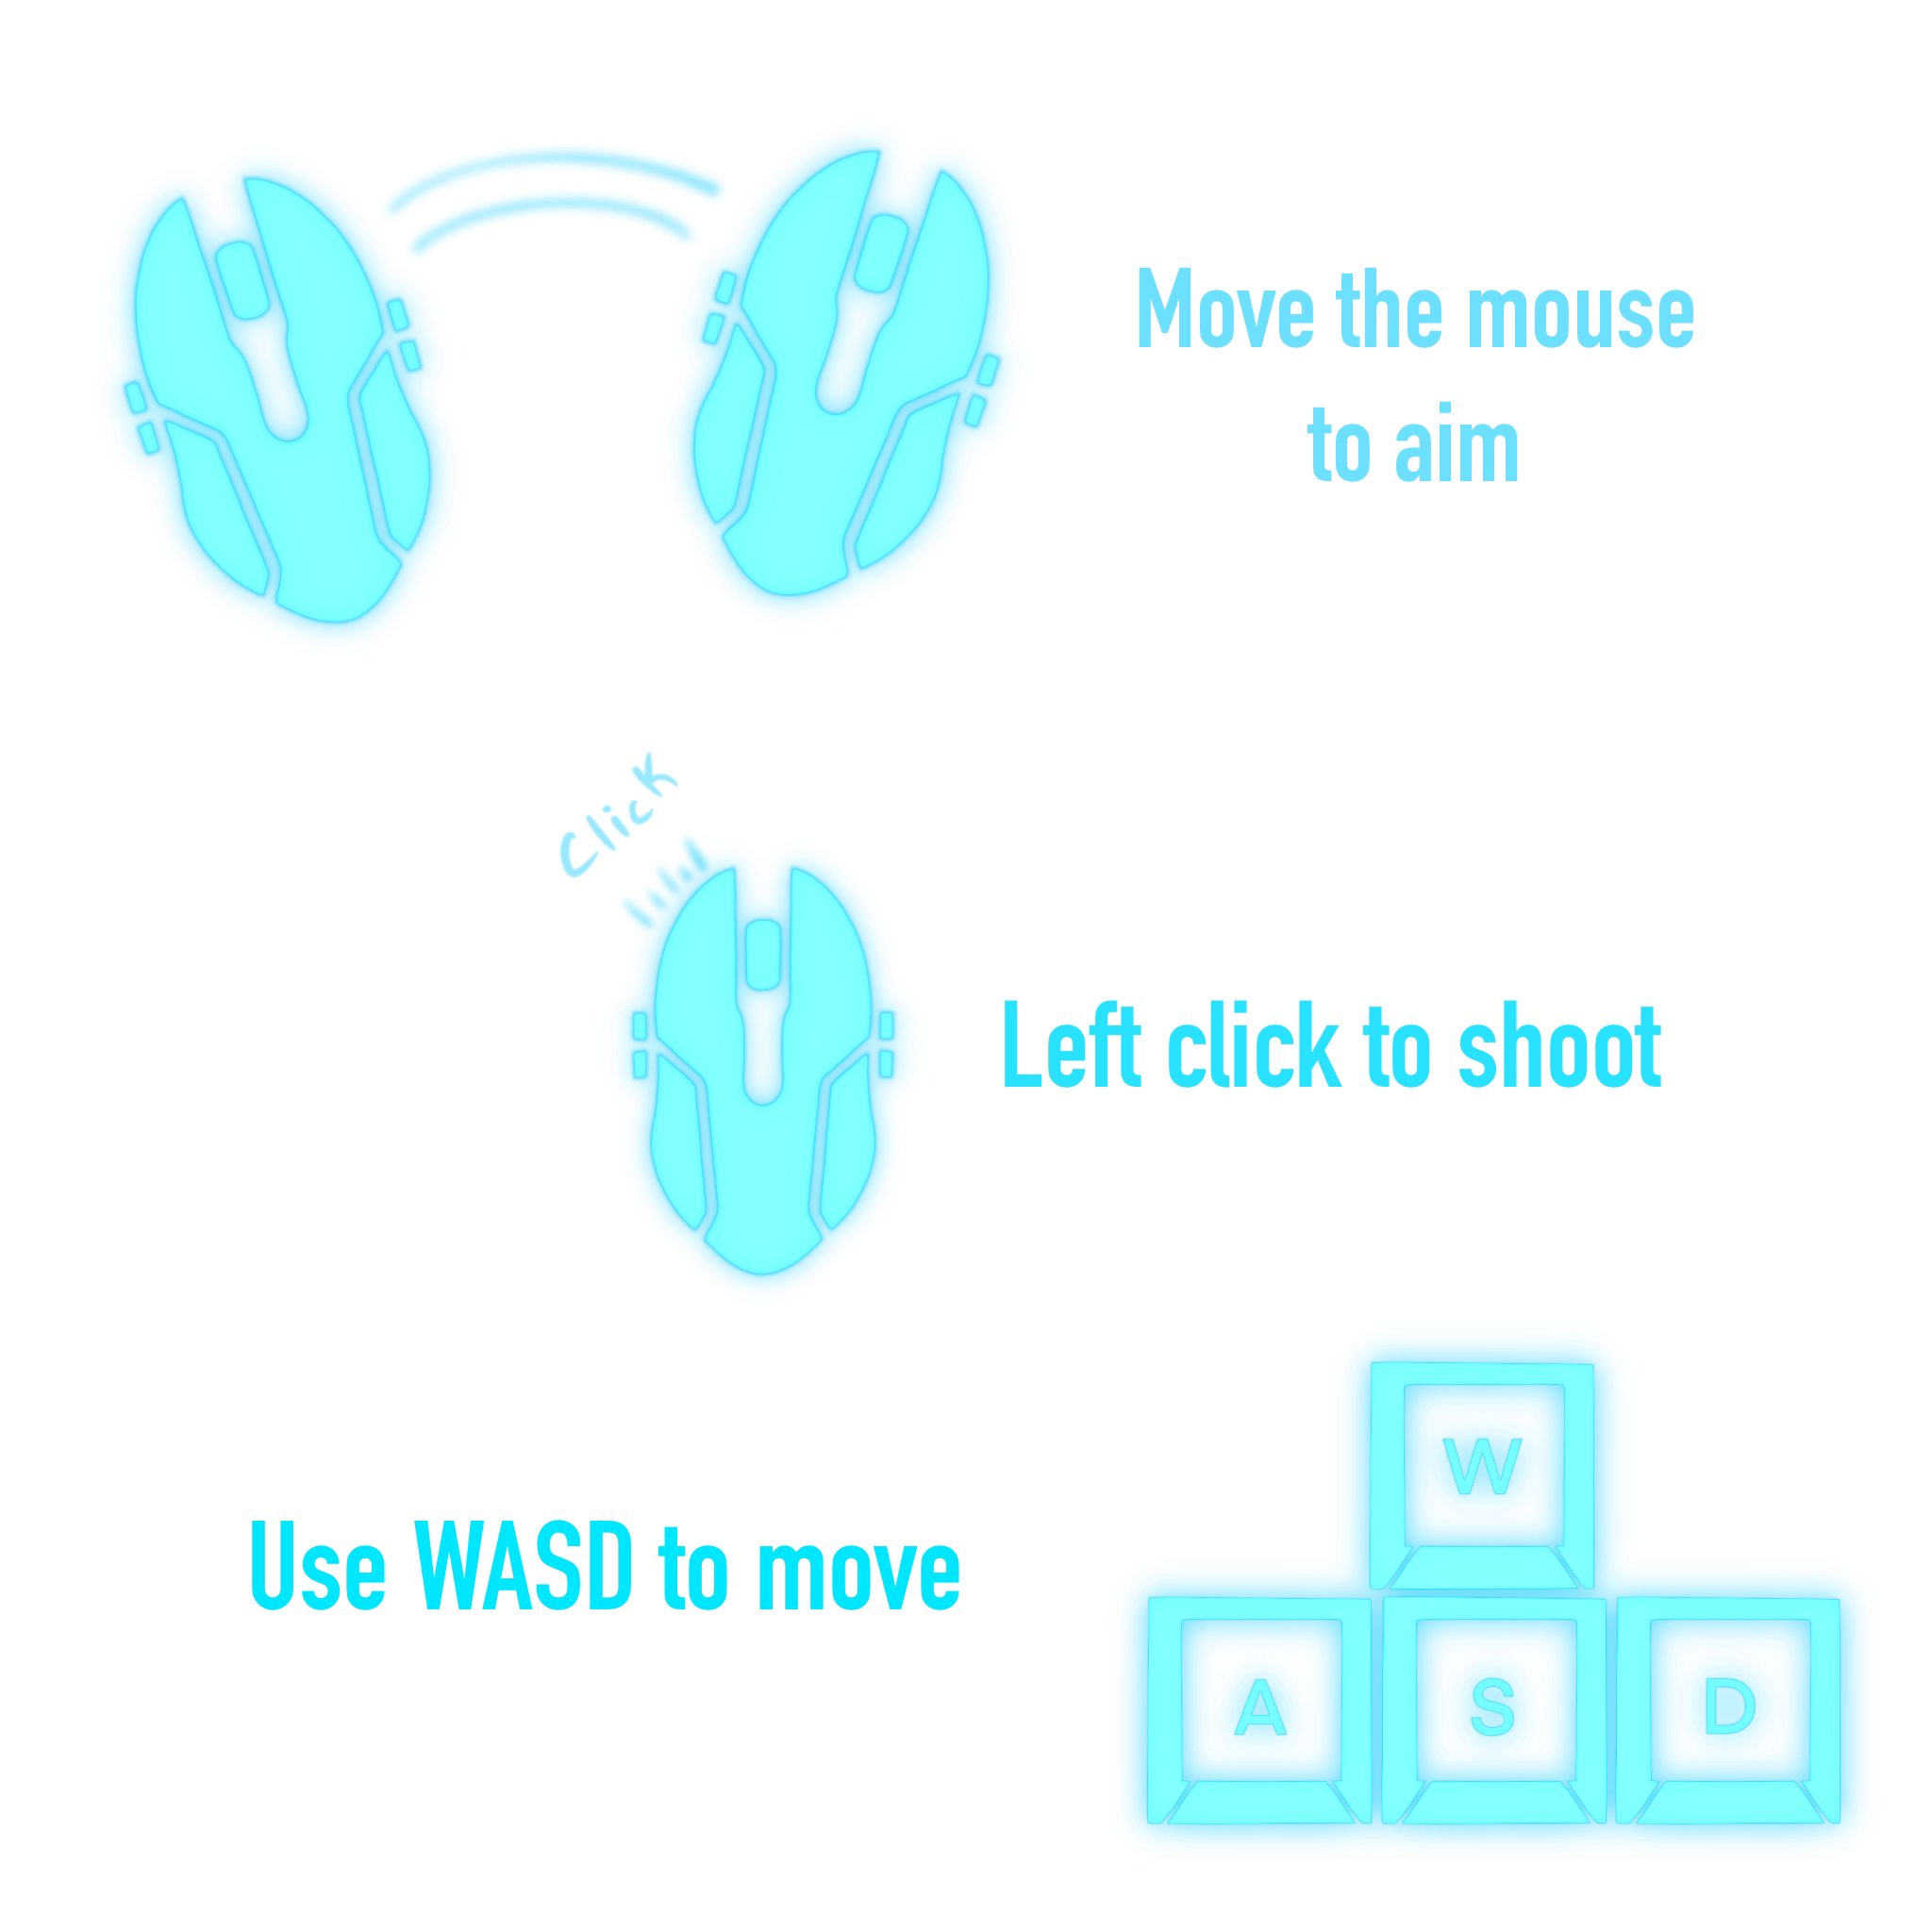 Move the mouse
to aim
Click
Left click to shoot
Use WASD to move
W
A S D